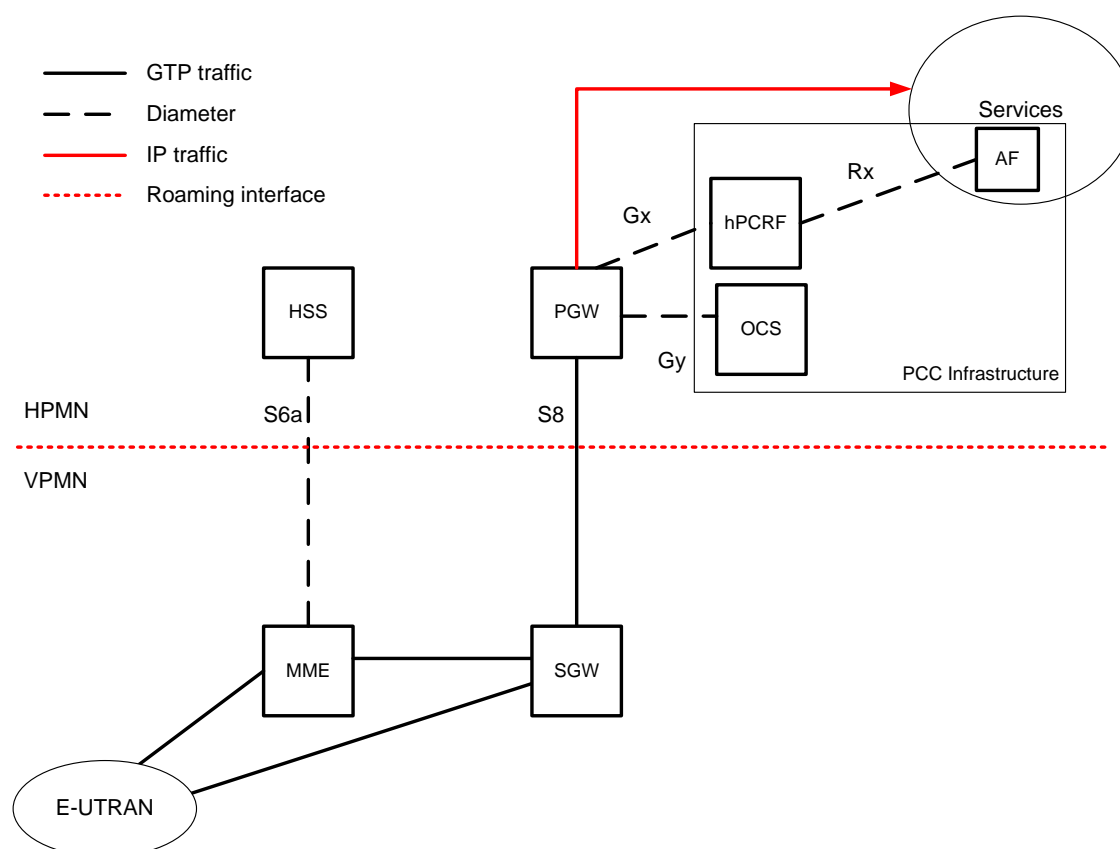 GTP traffic
Diameter
IP traffic
Roaming interface
Services
AF
Rx
Gx
hPCRF
HSS
PGW
OCS
Gy
PCC Infrastructure
HPMN
S6a
S8
VPMN
MME
SGW
E-UTRAN